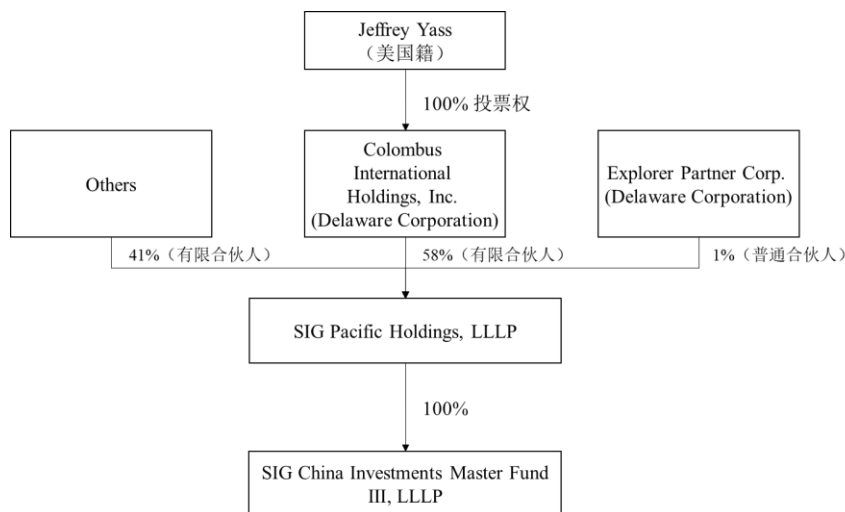 Jeffrey Yass
（美国籍）
100% 投票权
Others
Colombus
International
Holdings, Inc.
(Delaware Corporation)
Explorer Partner Corp.
(Delaware Corporation)
41%（有限合伙人）
58%（有限合伙人）
1%（普通合伙人）
SIG Pacific Holdings, LLLP
100%
SIG China Investments Master Fund
III, LLLP